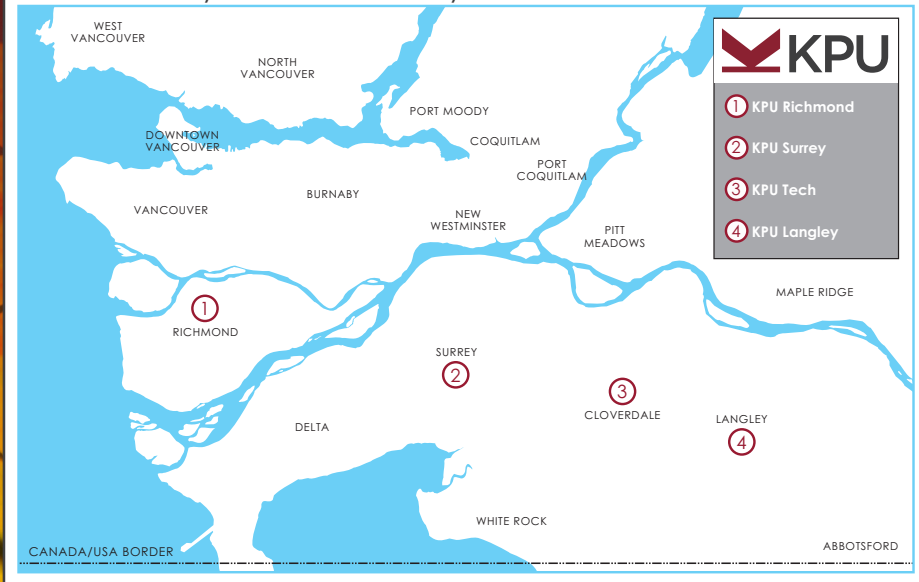 WEST
VANCOUVER
NORTH
VANCOUVER
PORT MOODY
DOWNTOWN
VANCOUVER
COQUITLAM
PORT
COQUITLAM
BURNABY
VANCOUVER
NEW
WESTMINSTER
PITT
MEADOWS
MAPLE RIDGE
1
RICHMOND
SURREY
2
3
CLOVERDALE
LANGLEY
4
DELTA
WHITE ROCK
ABBOTSFORD
CANADA/USA BORDER
KPU
1 KPU Richmond
2 KPU Surrey
3 KPU Tech
4 KPU Langley